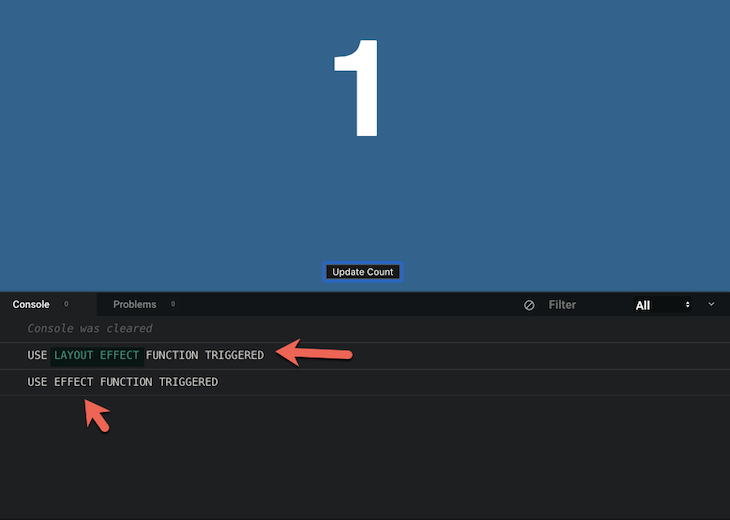 1
Update Count
Console 0 Problems 0 Filter All
Console was cleared
USE LAYOUT EFFECT FUNCTION TRIGGERED
USE EFFECT FUNCTION TRIGGERED